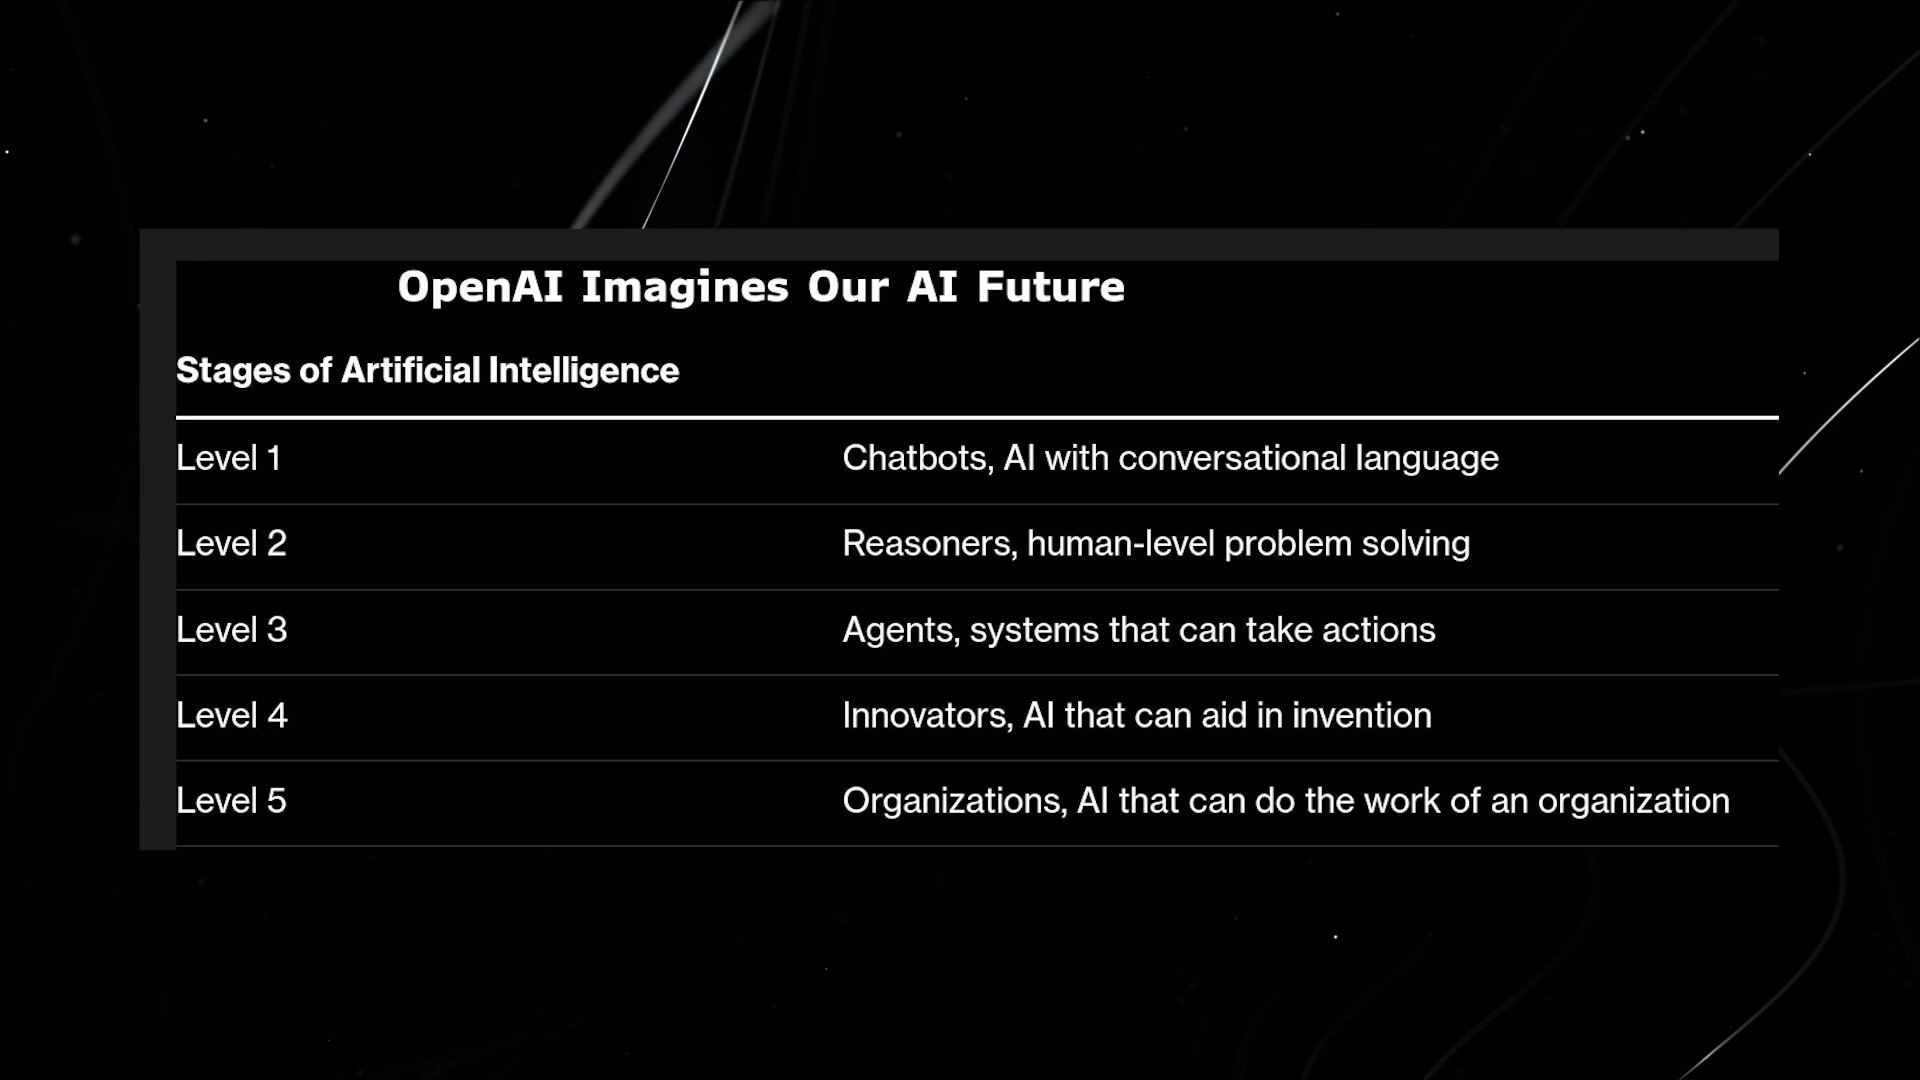 OpenAI Imagines Our AI Future
Stages of Artificial Intelligence
Level 1 Chatbots, AI with conversational language
Level 2 Reasoners, human-level problem solving
Level 3 Agents, systems that can take actions
Level 4 Innovators, AI that can aid in invention
Level 5 Organizations, AI that can do the work of an organization